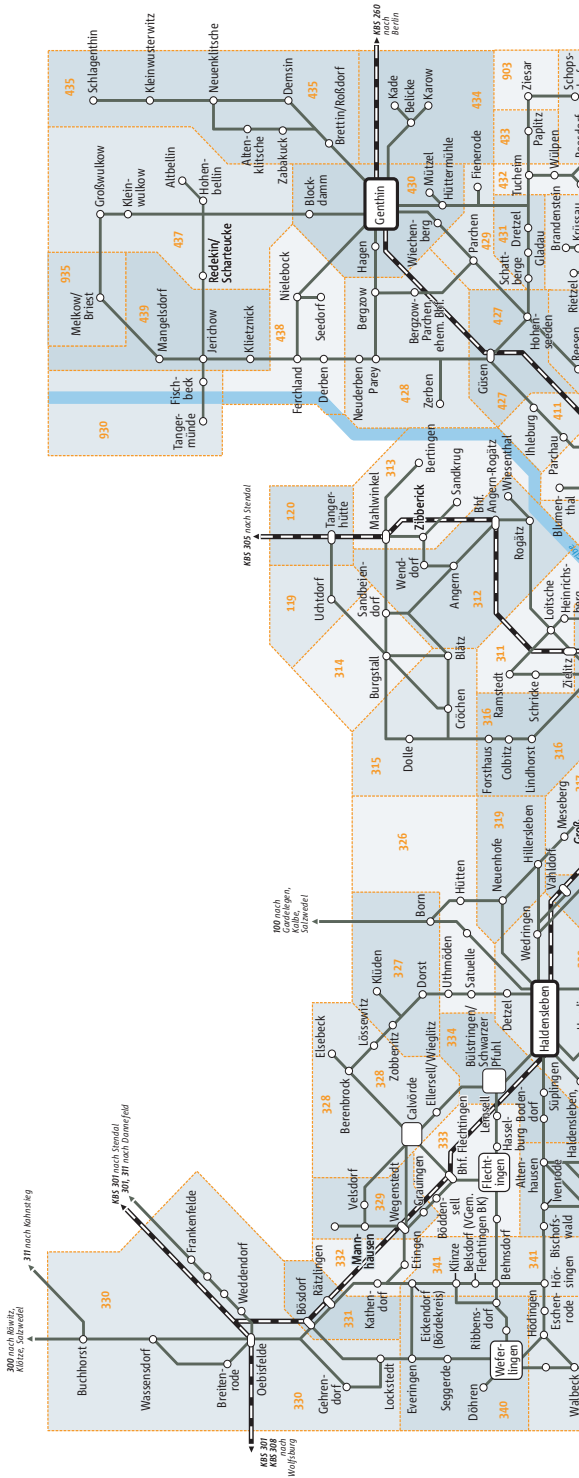 KBS 260
nach
Berlin
435
Schlagenthin
Kleinwusterwitz
Neuenklitsche
Demsin
435
Brettin/Roßdorf
Alten-
klitsche
Zabakuck
Kade
Belicke
Karow
434
903
Ziesar
Schops-
433
Paplitz
432
Tucheim
Wülpen
Großwulkow
Klein-
wulkow
Altbellin
Hohen-
bellin
437
Block-
damm
Genthin
430
Mützel
Hüttermühle
Fienerode
Redekin/
Scharteucke
935
Melkow/
Briest
439
Mangelsdorf
Jerichow
Klietznick
438
Nielebock
Seedorf
Hagen
Wiechen-
berg
Parchen
429
431
Dretzel
Schatt-
berge
Gladau
Brandenstein
Krüssau
Rietzel
Bergzow
Bergzow-
Parchen
ehem. Bhf.
427
Hohen-
seeden
Reesen
Fisch-
beck
Tanger-
münde
930
Ferchland
Derben
Neuderben
Parey
428
Zerben
Güsen
427
Ihleburg
411
Parchau
Blumen-
thal
KBS 305 nach Stendal
120
Tanger-
hütte
Mahlwinkel
313
Bertingen
Zibberick
Sandkrug
Bhf.
Angern-Rogätz
Wiesenthal
Rogätz
119
Uchtdorf
Sandbeien-
dorf
Wend-
dorf
Angern
312
314
Burgstall
Blätz
Cröchen
311
Loitsche
Heinrichs-
berg
Ramstedt
Schricke
Zielitz
315
Dolle
316
Forsthaus
Colbitz
Lindhorst
316
317
326
319
Neuenhofe
Hillersleben
Meseberg
Wedringen
Vahldorf
Groß
100 nach
Gardelegen,
Kalbe,
Salzwedel
Born
Hütten
327
Klüden
Dorst
Uthmöden
Satuelle
Detzel
Haldensleben
Elsebeck
Lössewitz
Zobbenitz
328
Berenbrock
328
Calvörde
Ellersell/Wieglitz
334
Bülstringen/
Schwarzer
Pfuhl
Lemsell
Süplingen
Haldensleben,
333
Bhf. Flechtingen
Hassel-
burg
Boden-
dorf
Flecht-
lingen
Alten-
hausen
Ivenrode
Velsdorf
329
Wegenstedt
Grauingen
Bödden-
sell
332
Mann-
hausen
Etingen
341
Klinze
Belsdorf (VGem.
Flechtingen BK)
Behnsdorf
341
Bischofs-
wald
Hör-
singen
KBS 301 nach Stendal
301, 311 nach Dannefeld
311 nach Kahnstieg
300 nach Röwitz,
Klötze, Salzwedel
330
Frankenfelde
Weddendorf
Buchhorst
Wassensdorf
Breiten-
rode
Oebisfelde
Bösdorf
Rätzlingen
331
Kathen-
dorf
Eickendorf
(Bördekreis)
Ribbens-
dorf
Hödingen
Eschen-
rode
330
Gehren-
dorf
Lockstedt
Everingen
Seggerde
Döhren
Wefer-
lingen
340
Walbeck
KBS 301
KBS 308
nach
Wolfsburg